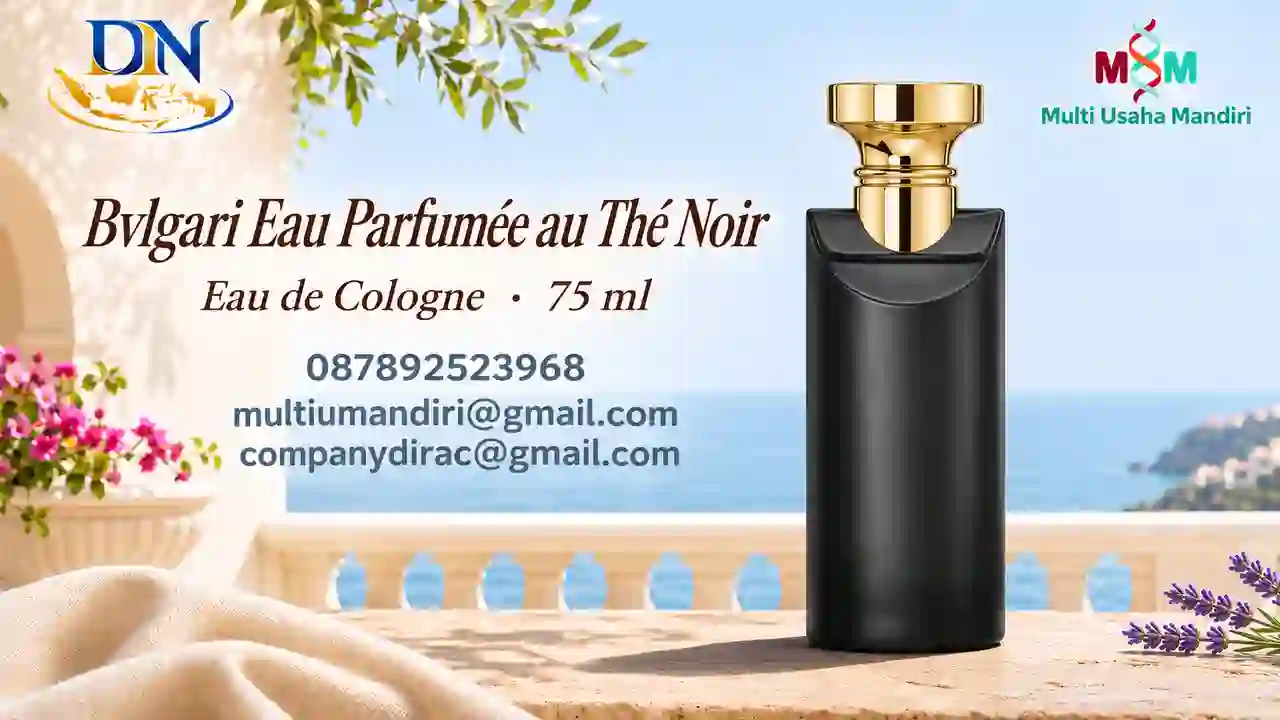 DN
M M
Multi Usaha Mandiri
Bvlgari Eau Parfumée au Thé Noir
Eau de Cologne · 75 ml
087892523968
multiumandiri@gmail.com
companydirac@gmail.com